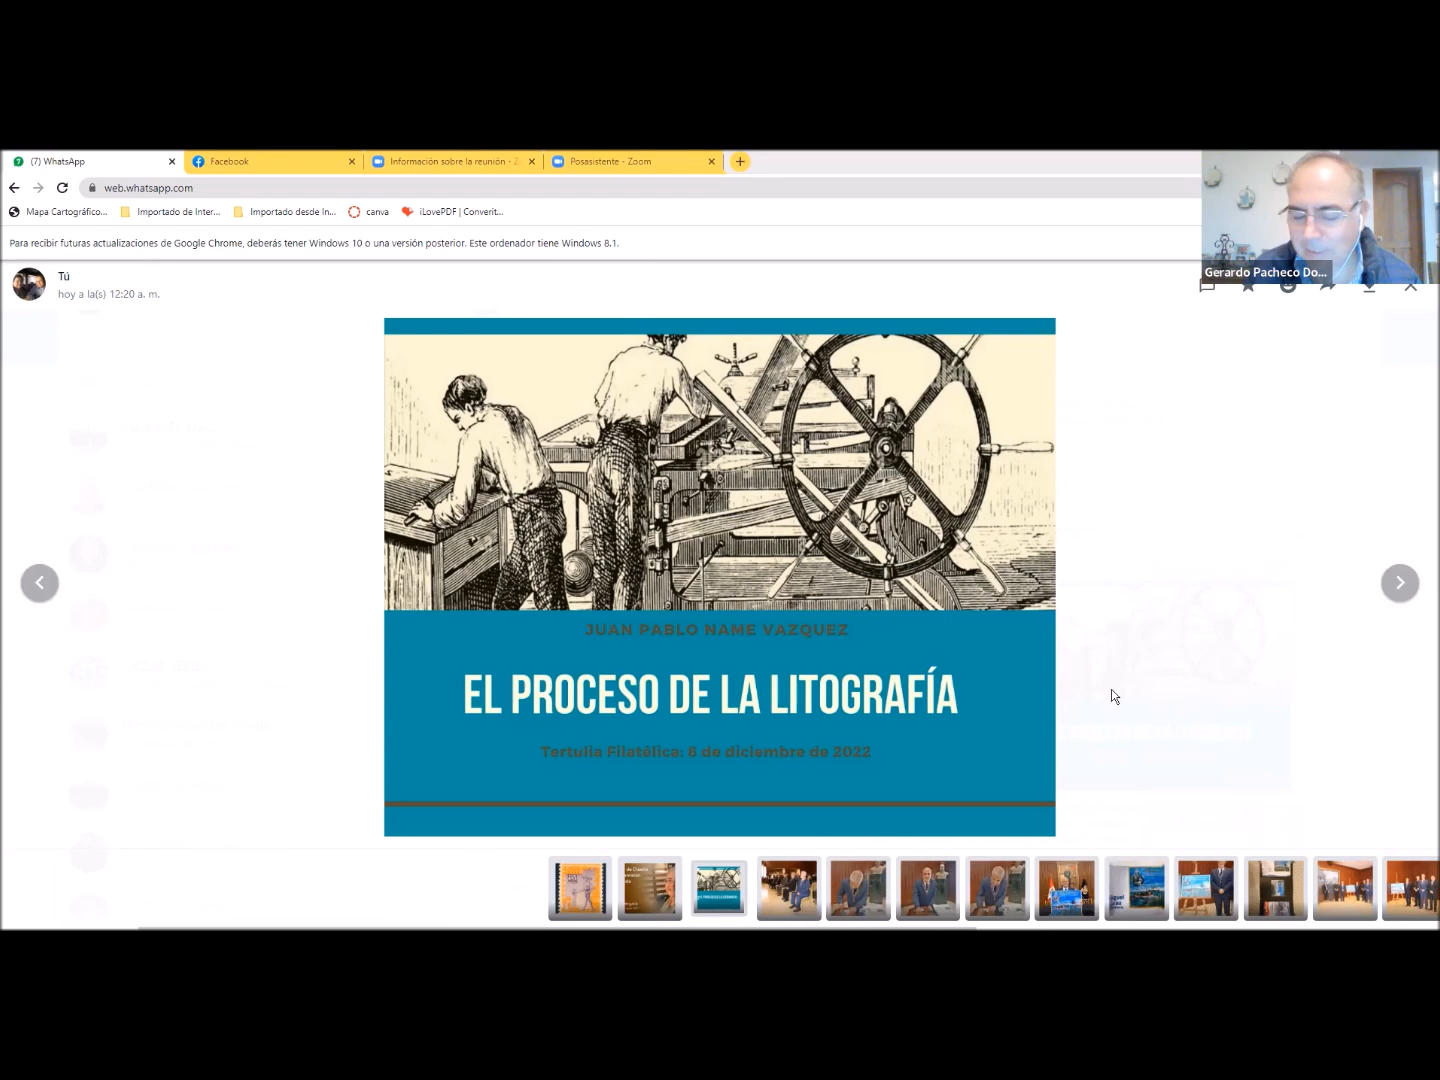 (7) WhatsApp
Facebook
Información sobre la reunión - Z
Posasistente - Zoom
web.whatsapp.com
Mapa Cartográfico...
Importado de Inter...
Importado desde In...
canva
iLovePDF | Converit...
Para recibir futuras actualizaciones de Google Chrome, deberás tener Windows 10 o una versión posterior. Este ordenador tiene Windows 8.1.
Gerardo Pacheco Do...
Tú
hoy a la(s) 12:20 a. m.
JUAN PABLO NAME VAZQUEZ
EL PROCESO DE LA LITOGRAFÍA
Tertulia Filatélica: 8 de diciembre de 2022